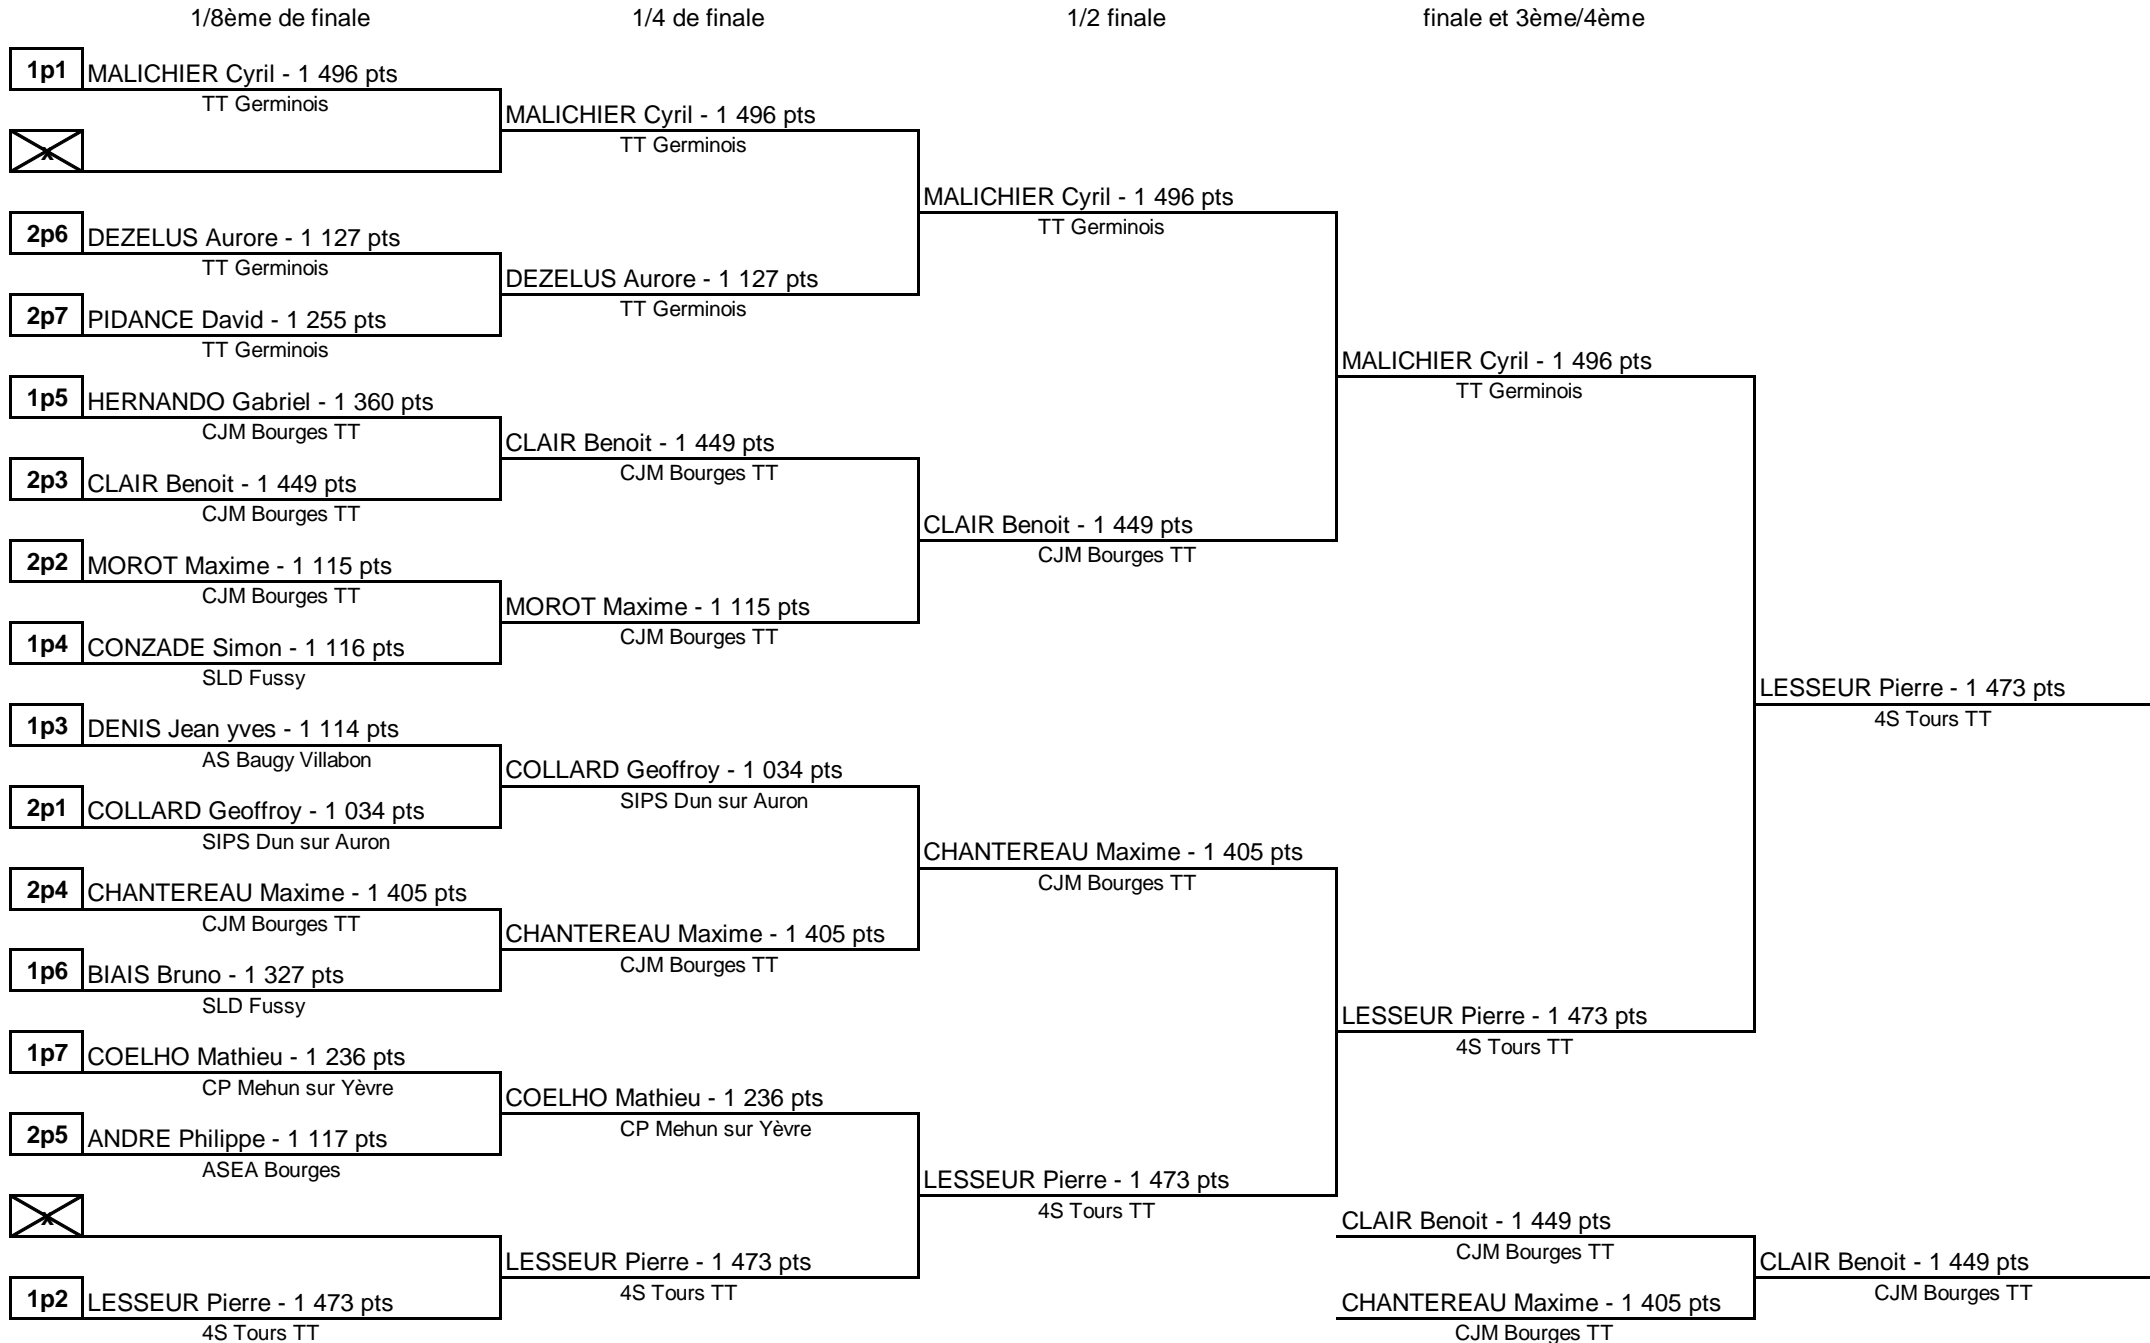 1/8ème de finale
1/4 de finale
1/2 finale
finale et 3ème/4ème
1p1 MALICHIER Cyril - 1 496 pts
TT Germinois
x
2p6 DEZELUS Aurore - 1 127 pts
TT Germinois
2p7 PIDANCE David - 1 255 pts
TT Germinois
1p5 HERNANDO Gabriel - 1 360 pts
CJM Bourges TT
2p3 CLAIR Benoit - 1 449 pts
CJM Bourges TT
2p2 MOROT Maxime - 1 115 pts
CJM Bourges TT
1p4 CONZADE Simon - 1 116 pts
SLD Fussy
1p3 DENIS Jean yves - 1 114 pts
AS Baugy Villabon
2p1 COLLARD Geoffroy - 1 034 pts
SIPS Dun sur Auron
2p4 CHANTEREAU Maxime - 1 405 pts
CJM Bourges TT
1p6 BIAIS Bruno - 1 327 pts
SLD Fussy
1p7 COELHO Mathieu - 1 236 pts
CP Mehun sur Yèvre
2p5 ANDRE Philippe - 1 117 pts
ASEA Bourges
x
1p2 LESSEUR Pierre - 1 473 pts
4S Tours TT
MALICHIER Cyril - 1 496 pts
TT Germinois
DEZELUS Aurore - 1 127 pts
TT Germinois
CLAIR Benoit - 1 449 pts
CJM Bourges TT
MOROT Maxime - 1 115 pts
CJM Bourges TT
COLLARD Geoffroy - 1 034 pts
SIPS Dun sur Auron
CHANTEREAU Maxime - 1 405 pts
CJM Bourges TT
COELHO Mathieu - 1 236 pts
CP Mehun sur Yèvre
LESSEUR Pierre - 1 473 pts
4S Tours TT
MALICHIER Cyril - 1 496 pts
TT Germinois
CLAIR Benoit - 1 449 pts
CJM Bourges TT
CHANTEREAU Maxime - 1 405 pts
CJM Bourges TT
LESSEUR Pierre - 1 473 pts
4S Tours TT
MALICHIER Cyril - 1 496 pts
TT Germinois
LESSEUR Pierre - 1 473 pts
4S Tours TT
CLAIR Benoit - 1 449 pts
CJM Bourges TT
CHANTEREAU Maxime - 1 405 pts
CJM Bourges TT
LESSEUR Pierre - 1 473 pts
4S Tours TT
CLAIR Benoit - 1 449 pts
CJM Bourges TT